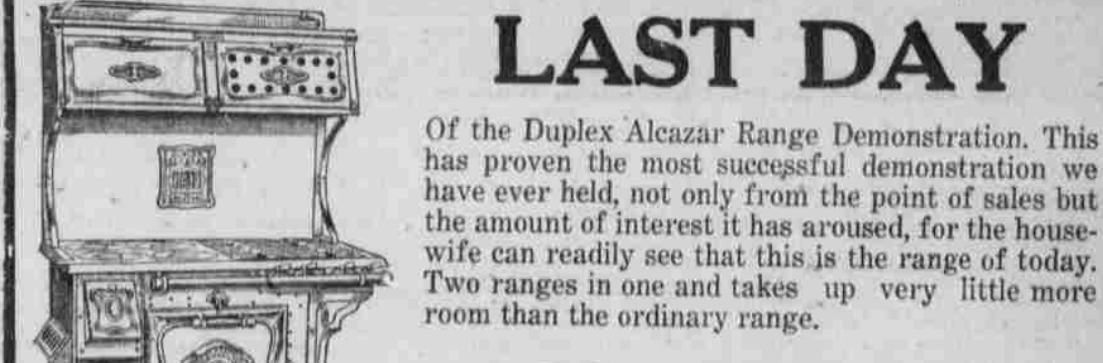 LAST DAY
Of the Duplex Alcazar Range Demonstration. This
has proven the most successful demonstration we
have ever held, not only from the point of sales but
the amount of interest it has aroused, for the house-
wife can readily see that this is the range of today.
Two ranges in one and takes up very little more
room than the ordinary range.